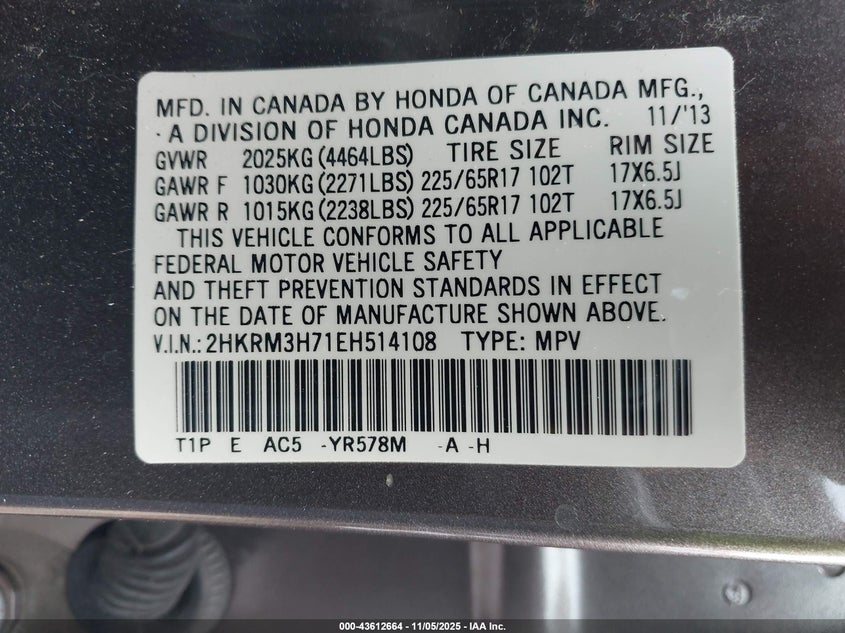 MFD. IN CANADA BY HONDA OF CANADA MFG.,
A DIVISION OF HONDA CANADA INC. 11/'13
GVWR 2025KG (4464LBS) TIRE SIZE RIM SIZE
GAWR F 1030KG (2271LBS) 225/65R17 102T 17X6.5J
GAWR R 1015KG (2238LBS) 225/65R17 102T 17X6.5J
THIS VEHICLE CONFORMS TO ALL APPLICABLE
FEDERAL MOTOR VEHICLE SAFETY
AND THEFT PREVENTION STANDARDS IN EFFECT
ON THE DATE OF MANUFACTURE SHOWN ABOVE.
V.I.N.: 2HKRM3H71EH514108 TYPE: MPV
T1P E AC5 -YR578M -A -H
000-43612664 - 11/05/2025 - IAA Inc.